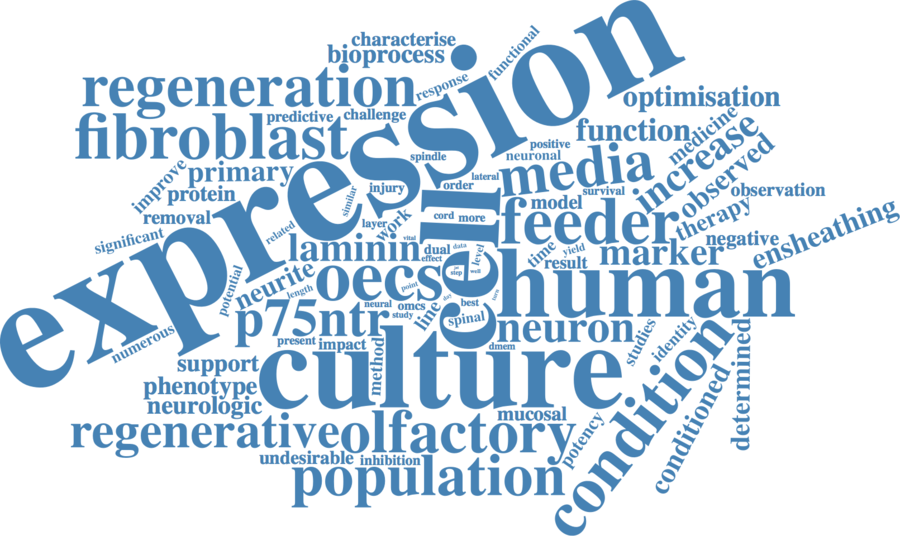 characterise
bioprocess
functional
regeneration
response
expression
optimisation
predictive
challenge
fibroblast
function
medicine
spindle
positive
neuronal
increase
improve
primary
lateral
media
observed
protein
similar
injury
order
survival
observation
model
removal
cord
more
feeder
therapy
significant
related
layer
work
cell
ensheathing
vital
laminin
dual
data
level
time
yield
marker
negative
effect
result
potential
neurite
oecs
step
well
human
length
point
day
p75ntr
neural
omcs
best
line
study
spinal
neuron
numerous
present
impact
dmem
studies
identity
support
method
culture
condition
determined
phenotype
neurologic
mucosal
conditioned
regenerative
olfactory
potency
undesirable
inhibition
population